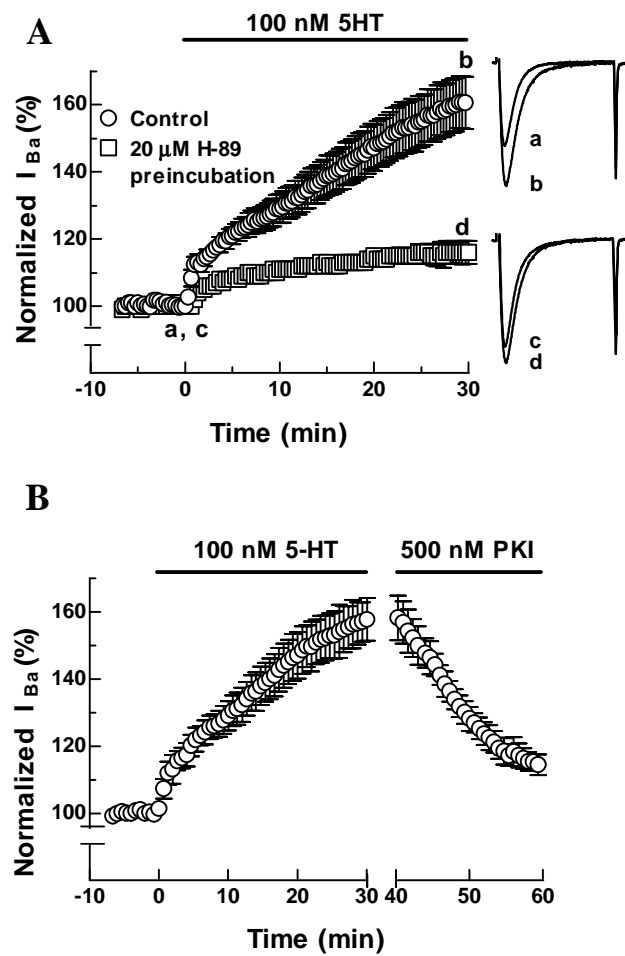 A
100 nM 5HT
Normalized I Ba (%)
160
140
120
100
Control
20 μM H-89
preincubation
b
d
a, c
a
b
c
d
-10
0
10
20
30
Time (min)
B
100 nM 5-HT
500 nM PKI
Normalized I Ba (%)
160
140
120
100
-10
0
10
20
30
40
50
60
Time (min)